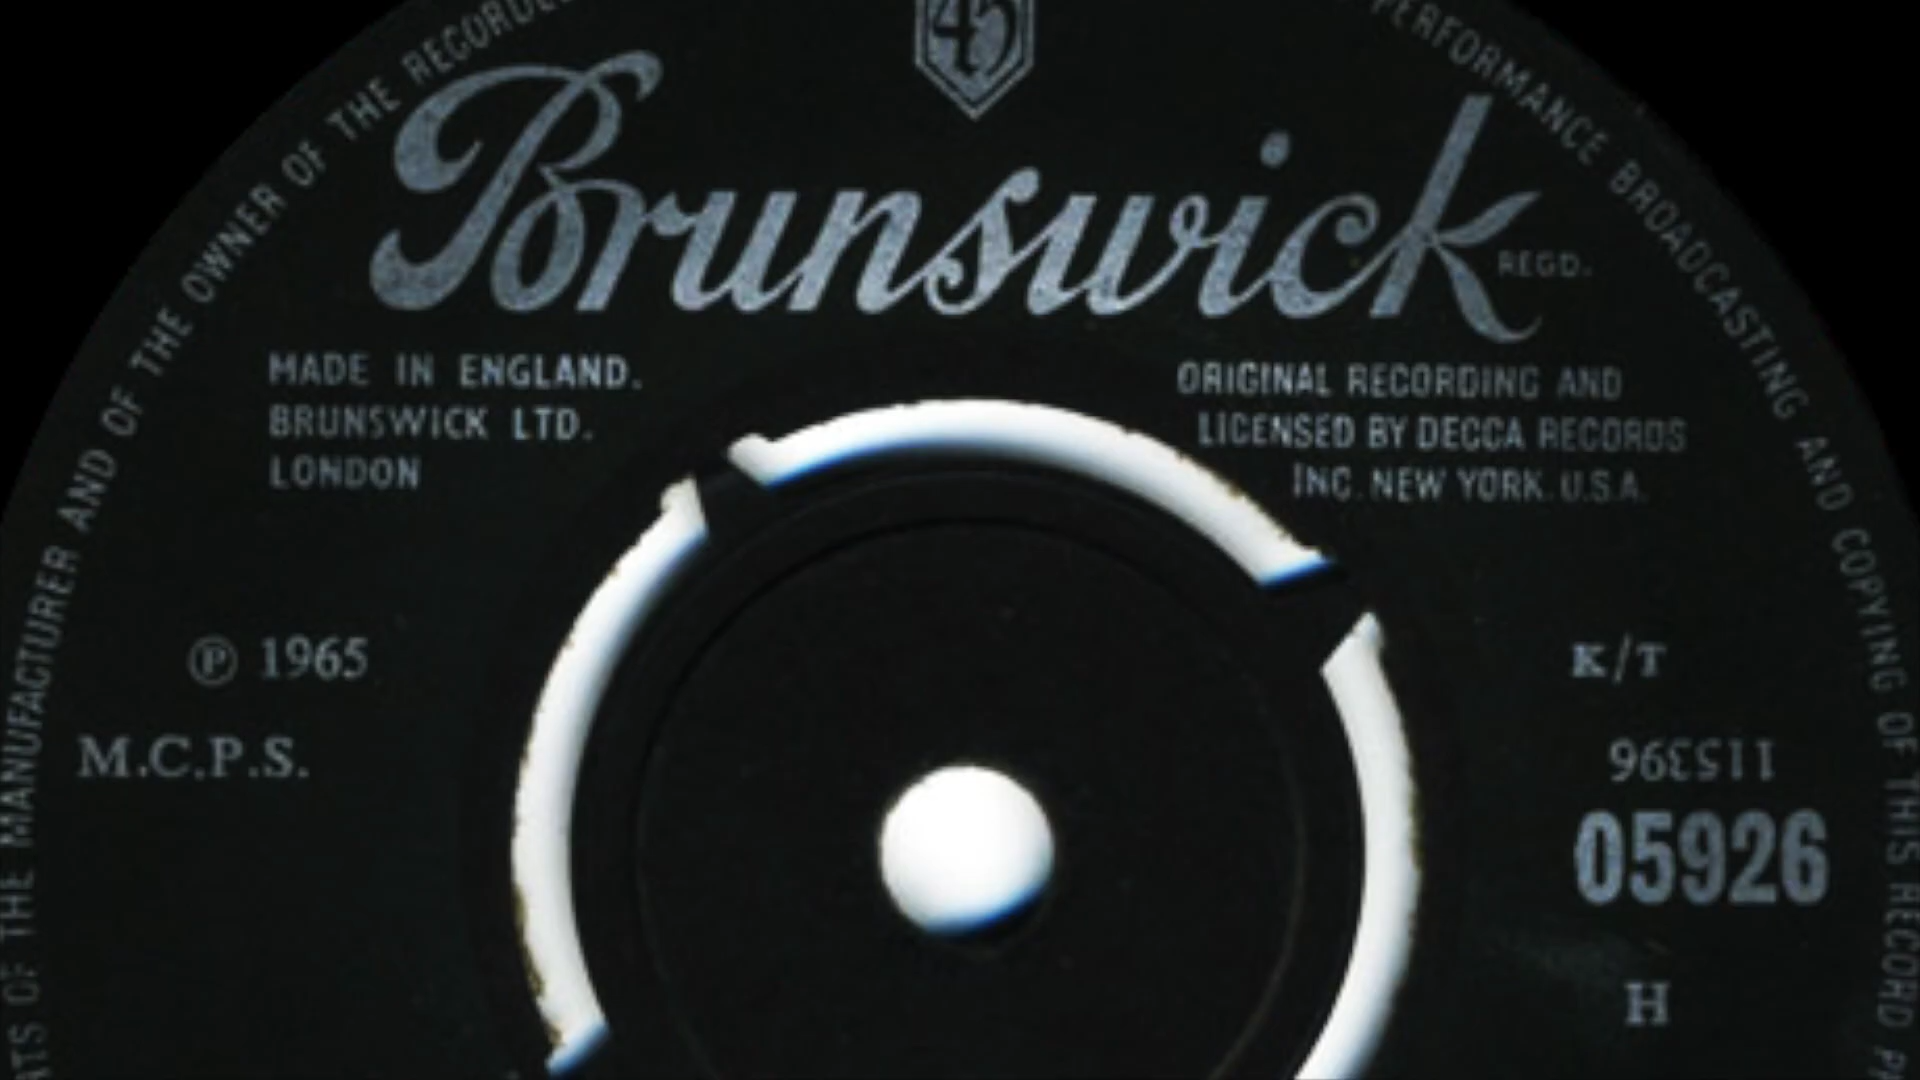 45
Brunswick
REGD.
MADE IN ENGLAND.
BRUNSWICK LTD.
LONDON
ORIGINAL RECORDING AND
LICENSED BY DECCA RECORDS
INC. NEW YORK. U.S.A.
℗ 1965
M.C.P.S.
K/T
115396
05926
H
OF THE MANUFACTURER AND OF THE OWNER OF THE
PERFORMANCE BROADCASTING AND COPYING OF THIS RECORD